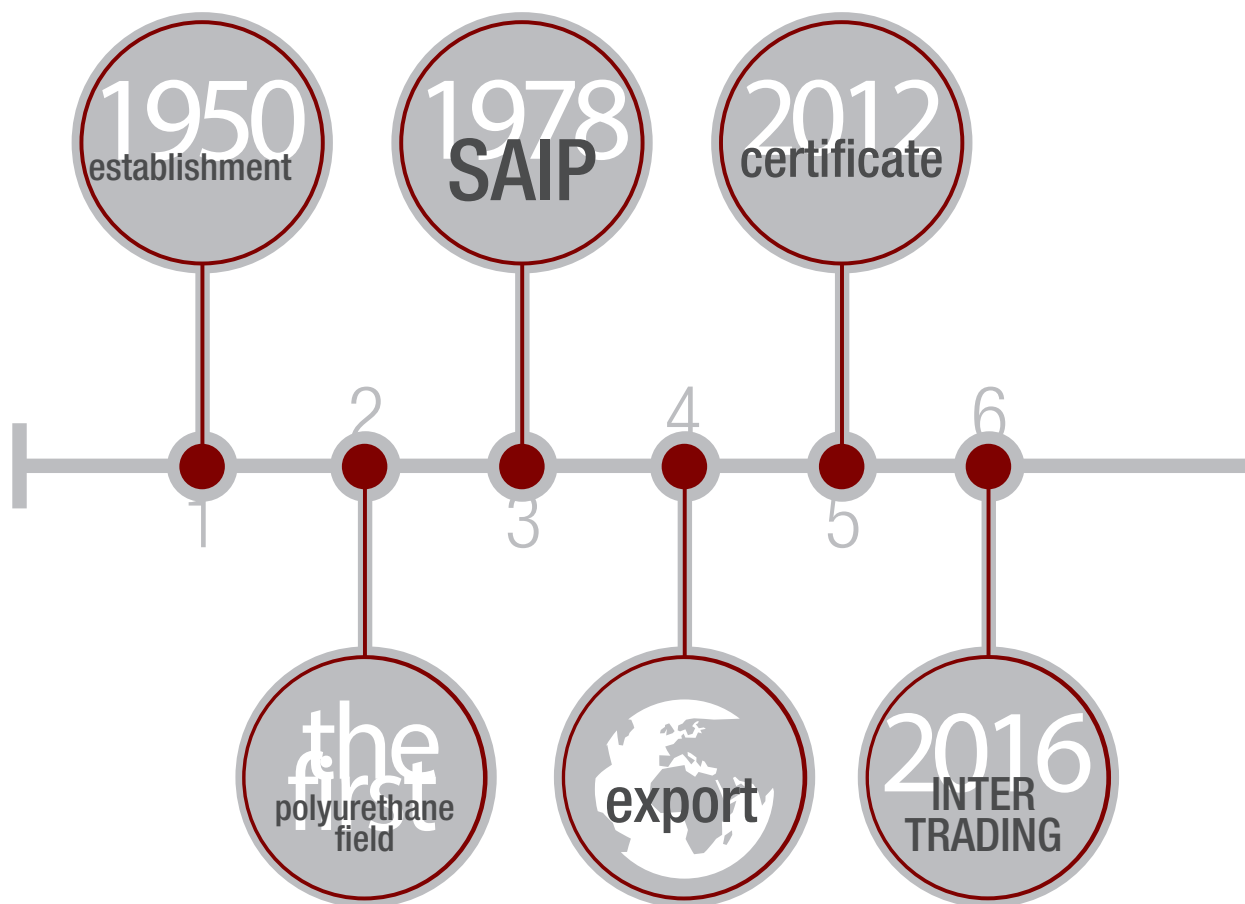 1950
establishment
1978
SAIP
2012
certificate
2
4
6
1
3
5
the
first
polyurethane
field
export
2016
INTER
TRADING